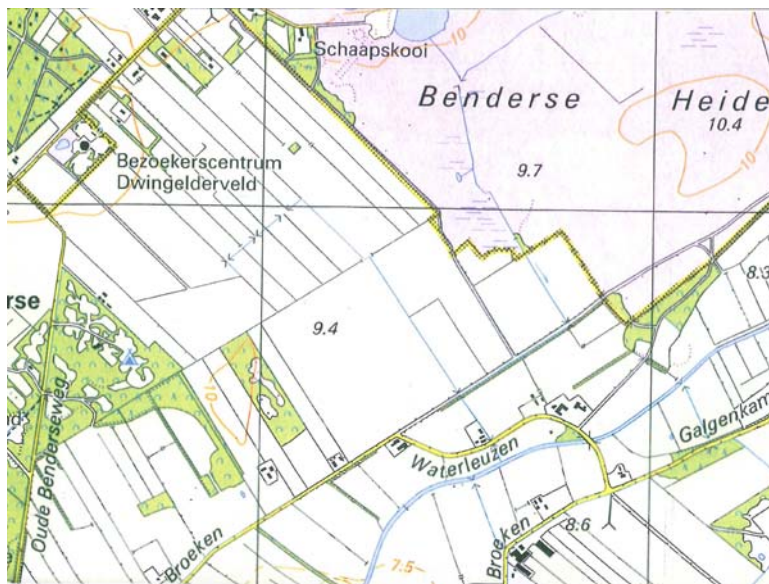 Schaapskooi
10
Benderse Heide
10.4
10
9.7
Bezoekerscentrum
Dwingelderveld
8.3
rse
9.4
10
Oude Benderseweg
Waterleuzen
Galgenkam
Broeken
Broeken
8.6
7.5